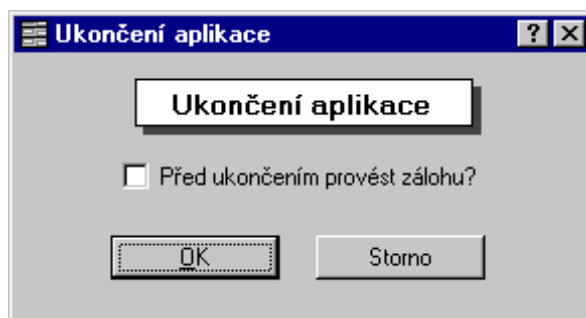 Ukončení aplikace
Ukončení aplikace
Před ukončením provést zálohu?
OK
Storno